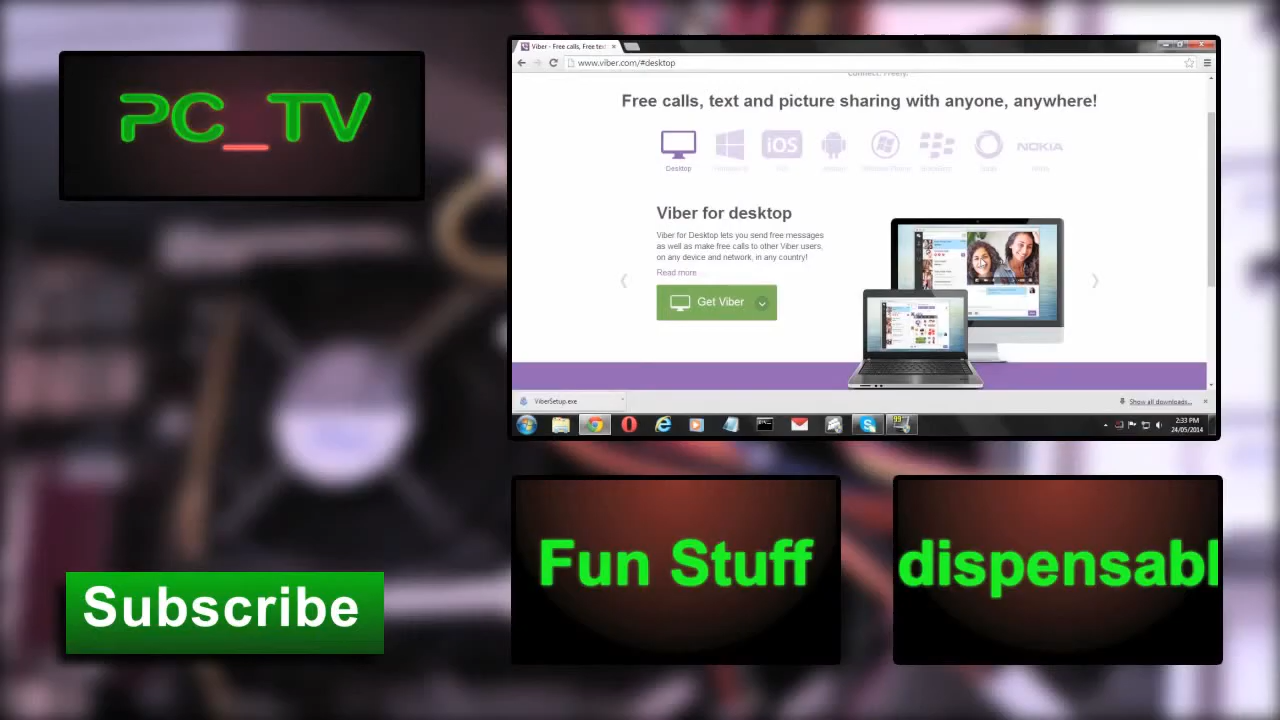 PC_TV
Viber - Free calls, Free text
www.viber.com/#desktop
Free calls, text and picture sharing with anyone, anywhere!
Desktop
iOS
NOKIA
Viber for desktop
Viber for Desktop lets you send free messages
as well as make free calls to other Viber users,
on any device and network, in any country!
Read more
Get Viber
ViberSetup.exe
Show all downloads...
2:33 PM
24/05/2014
Fun Stuff
dispensabl
Subscribe